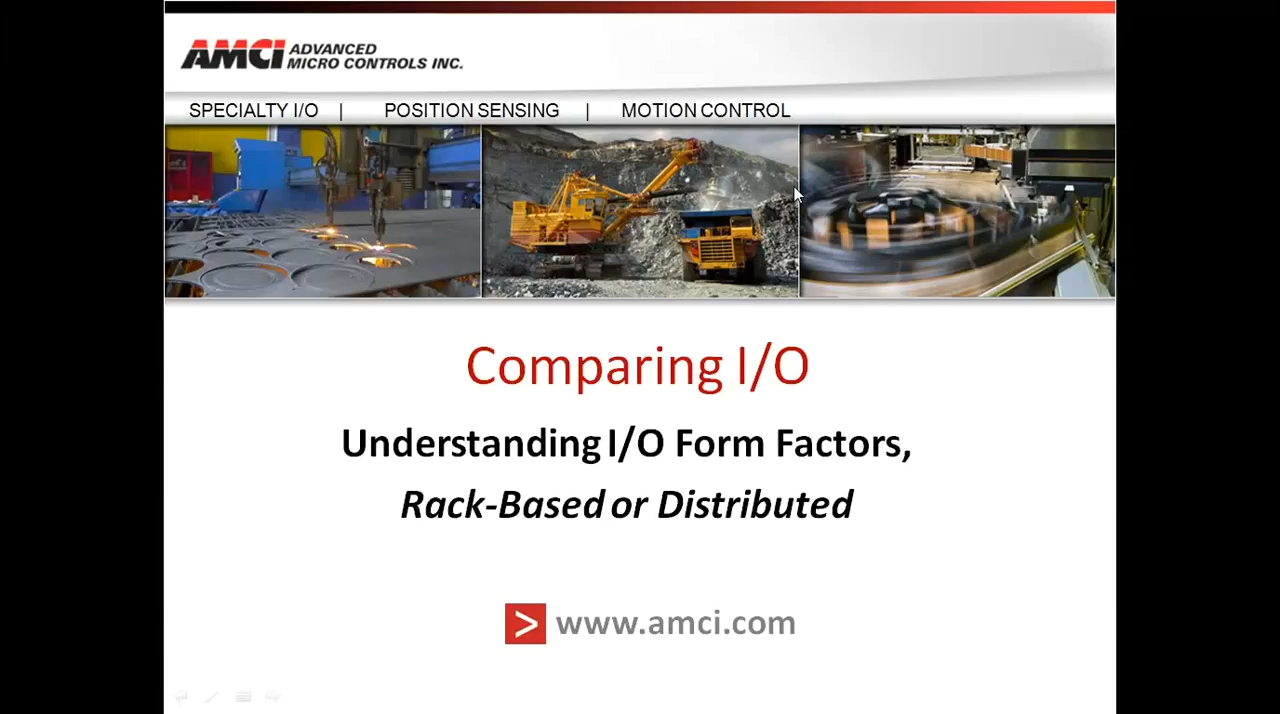 AMCI ADVANCED
MICRO CONTROLS INC.
SPECIALTY I/O | POSITION SENSING | MOTION CONTROL
Comparing I/O
Understanding I/O Form Factors,
Rack-Based or Distributed
> www.amci.com